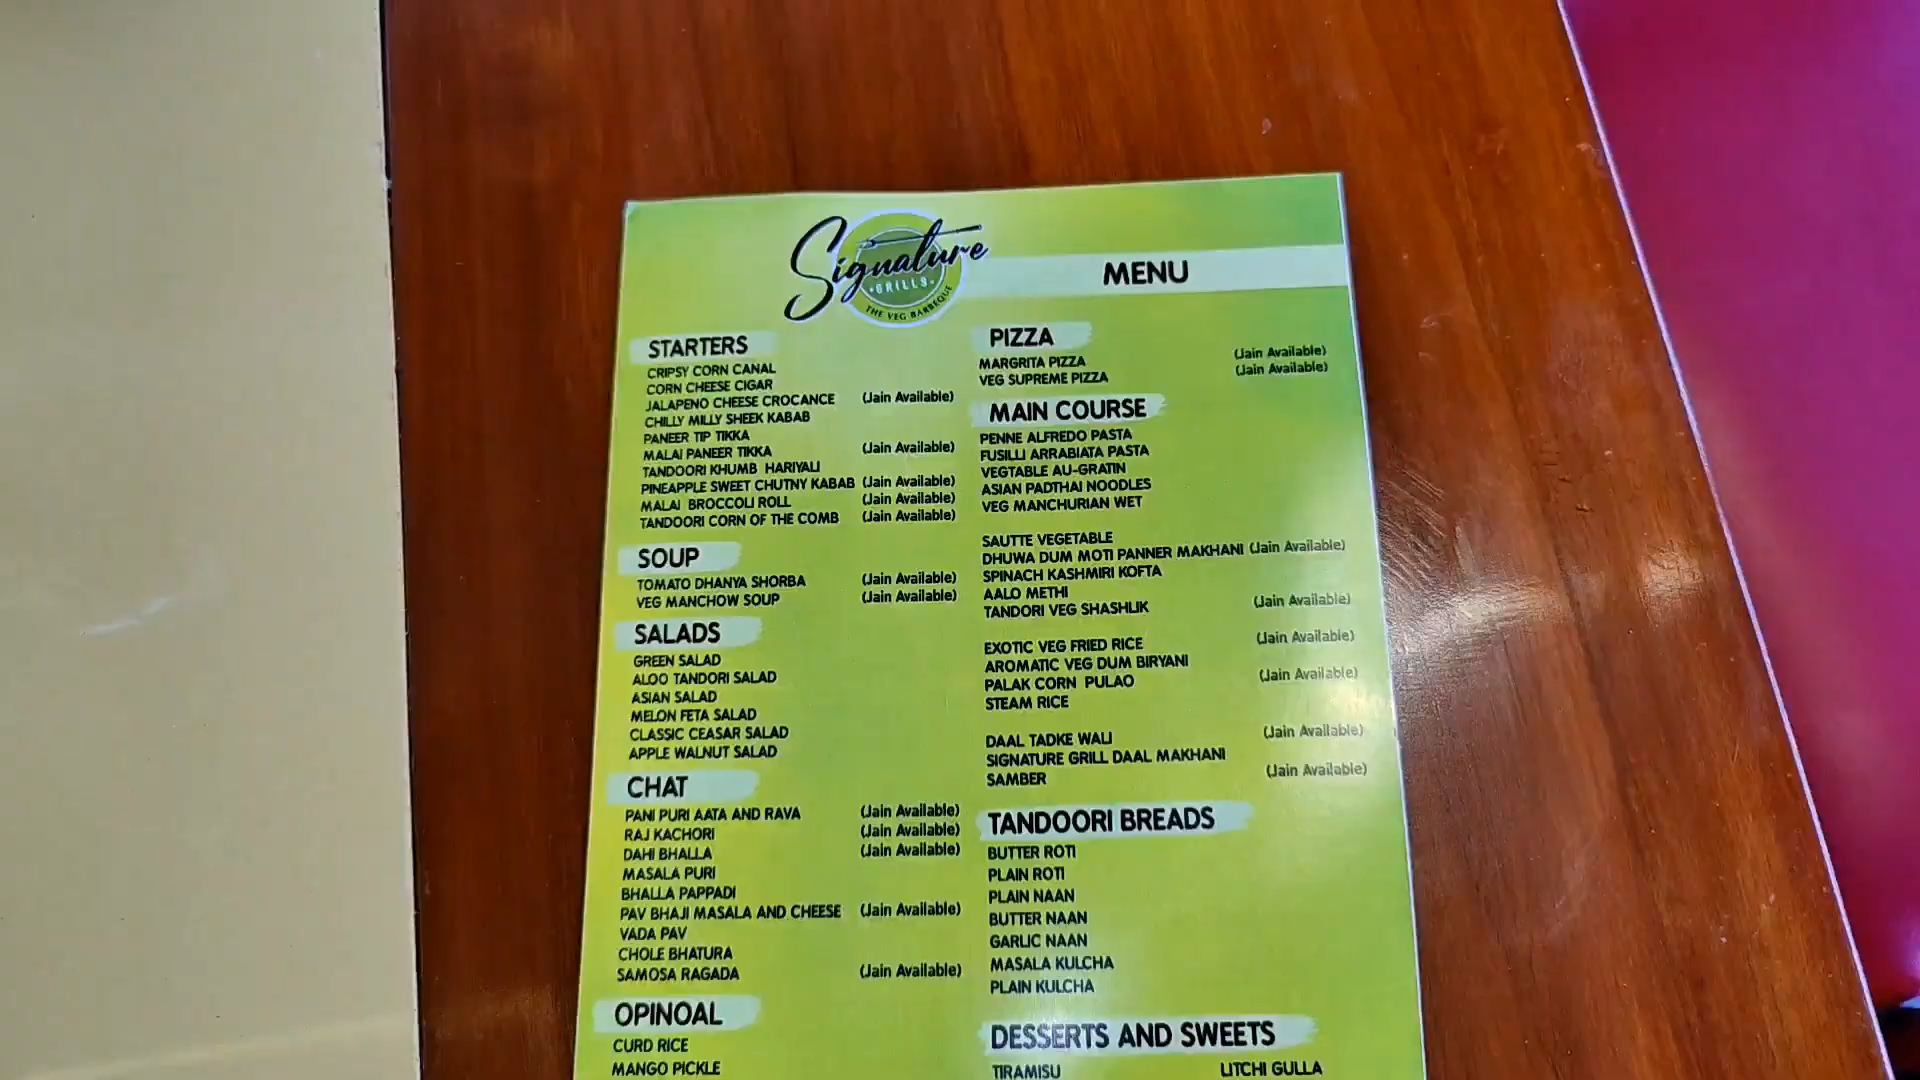 Signature
GRILLS
THE VEG BARBEQUE
MENU
STARTERS
CRIPSY CORN CANAL
CORN CHEESE CIGAR
JALAPENO CHEESE CROCANCE (Jain Available)
CHILLY MILLY SHEEK KABAB
PANEER TIP TIKKA
MALAI PANEER TIKKA (Jain Available)
TANDOORI KHUMB HARIYALI
PINEAPPLE SWEET CHUTNY KABAB (Jain Available)
MALAI BROCCOLI ROLL (Jain Available)
TANDOORI CORN OF THE COMB (Jain Available)
SOUP
TOMATO DHANYA SHORBA (Jain Available)
VEG MANCHOW SOUP (Jain Available)
SALADS
GREEN SALAD
ALOO TANDORI SALAD
ASIAN SALAD
MELON FETA SALAD
CLASSIC CEASAR SALAD
APPLE WALNUT SALAD
CHAT
PANI PURI AATA AND RAVA (Jain Available)
RAJ KACHORI (Jain Available)
DAHI BHALLA (Jain Available)
MASALA PURI
BHALLA PAPPADI
PAV BHAJI MASALA AND CHEESE (Jain Available)
VADA PAV
CHOLE BHATURA
SAMOSA RAGADA (Jain Available)
OPINOAL
CURD RICE
MANGO PICKLE
PIZZA
MARGRITA PIZZA (Jain Available)
VEG SUPREME PIZZA (Jain Available)
MAIN COURSE
PENNE ALFREDO PASTA
FUSILLI ARRABIATA PASTA
VEGTABLE AU-GRATIN
ASIAN PADTHAI NOODLES
VEG MANCHURIAN WET
SAUTTE VEGETABLE
DHUWA DUM MOTI PANNER MAKHANI (Jain Available)
SPINACH KASHMIRI KOFTA
AALO METHI
TANDORI VEG SHASHLIK (Jain Available)
EXOTIC VEG FRIED RICE (Jain Available)
AROMATIC VEG DUM BIRYANI
PALAK CORN PULAO (Jain Available)
STEAM RICE
DAAL TADKE WALI (Jain Available)
SIGNATURE GRILL DAAL MAKHANI
SAMBER (Jain Available)
TANDOORI BREADS
BUTTER ROTI
PLAIN ROTI
PLAIN NAAN
BUTTER NAAN
GARLIC NAAN
MASALA KULCHA
PLAIN KULCHA
DESSERTS AND SWEETS
TIRAMISU LITCHI GULLA